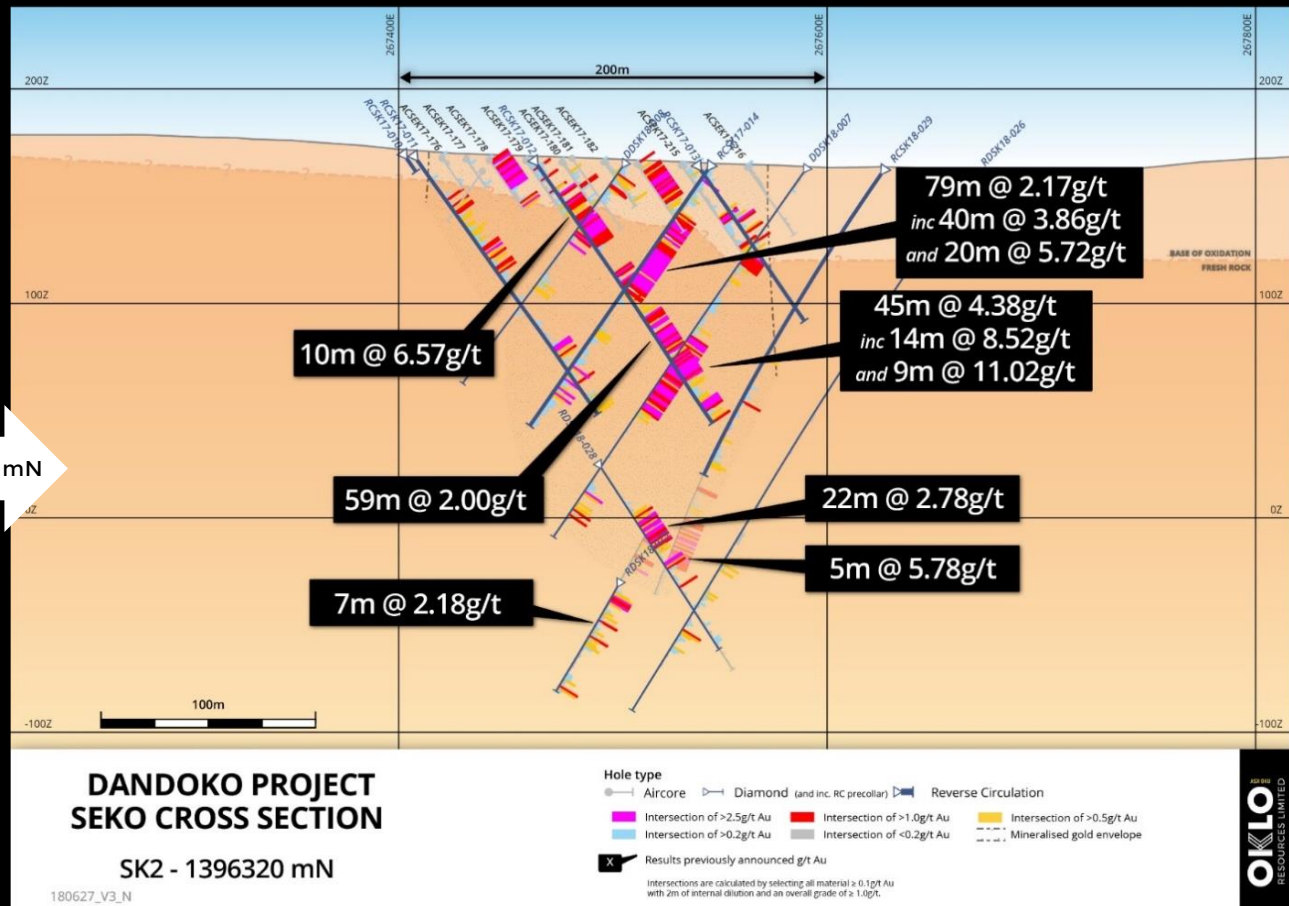 267400E
267600E
267800E
200m
200Z
200Z
RCSK17-010
RCSK17-011
ACSEK17-176
ACSEK17-177
ACSEK17-178
ACSEK17-179
RCSK17-012
ACSEK17-180
ACSEK17-181
ACSEK17-182
ACSEK17-215
RCSK17-013
DDSK18-007
RCSK18-029
RDSK18-026
79m @ 2.17g/t
inc 40m @ 3.86g/t
and 20m @ 5.72g/t
BASE OF OXIDATION
FRESH ROCK
100Z
100Z
45m @ 4.38g/t
inc 14m @ 8.52g/t
and 9m @ 11.02g/t
10m @ 6.57g/t
mN
59m @ 2.00g/t
22m @ 2.78g/t
0Z
5m @ 5.78g/t
7m @ 2.18g/t
100m
-100Z
-100Z
DANDOKO PROJECT
SEKO CROSS SECTION
SK2 - 1396320 mN
180627_V3_N
Hole type
Aircore
Diamond (and inc. RC precollar)
Reverse Circulation
Intersection of >2.5g/t Au
Intersection of >1.0g/t Au
Intersection of >0.5g/t Au
Intersection of >0.2g/t Au
Intersection of <0.2g/t Au
Mineralised gold envelope
X
Results previously announced g/t Au
Intersections are calculated by selecting all material ≥ 0.1g/t Au
with 2m of internal dilution and an overall grade of ≥ 1.0g/t.
ASX OKU
OKLO
RESOURCES LIMITED